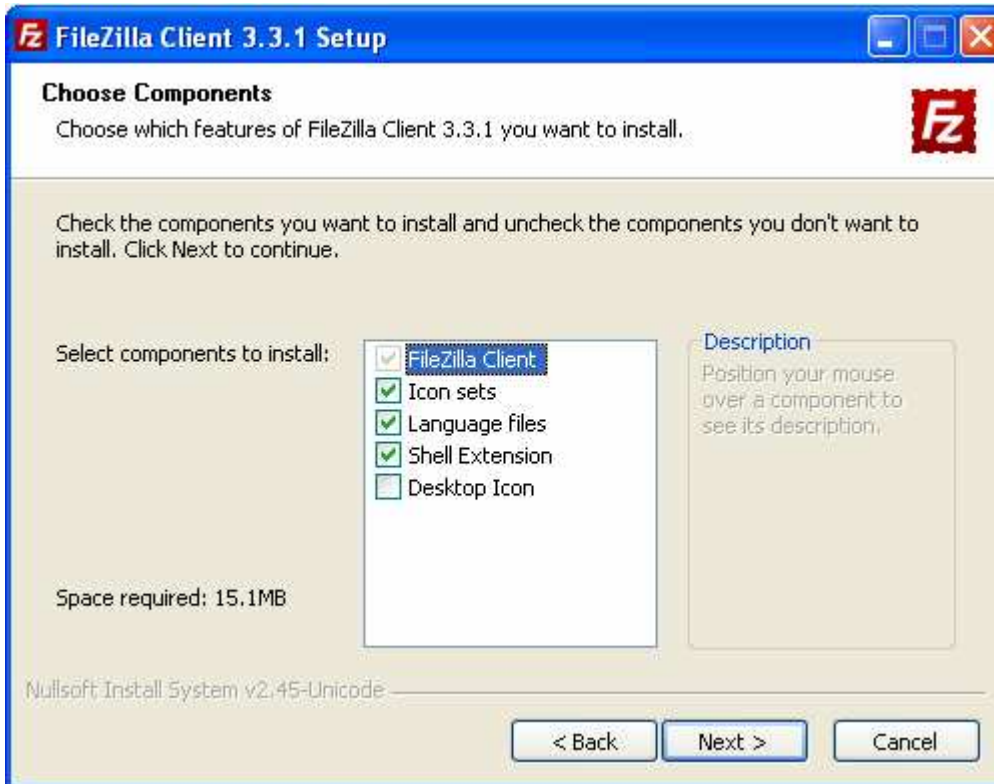 FileZilla Client 3.3.1 Setup
Choose Components
Choose which features of FileZilla Client 3.3.1 you want to install.
Fz
Check the components you want to install and uncheck the components you don't want to
install. Click Next to continue.
Select components to install:
FileZilla Client
Icon sets
Language files
Shell Extension
Desktop Icon
Description
Position your mouse
over a component to
see its description.
Space required: 15.1MB
Nullsoft Install System v2.45-Unicode
< Back
Next >
Cancel